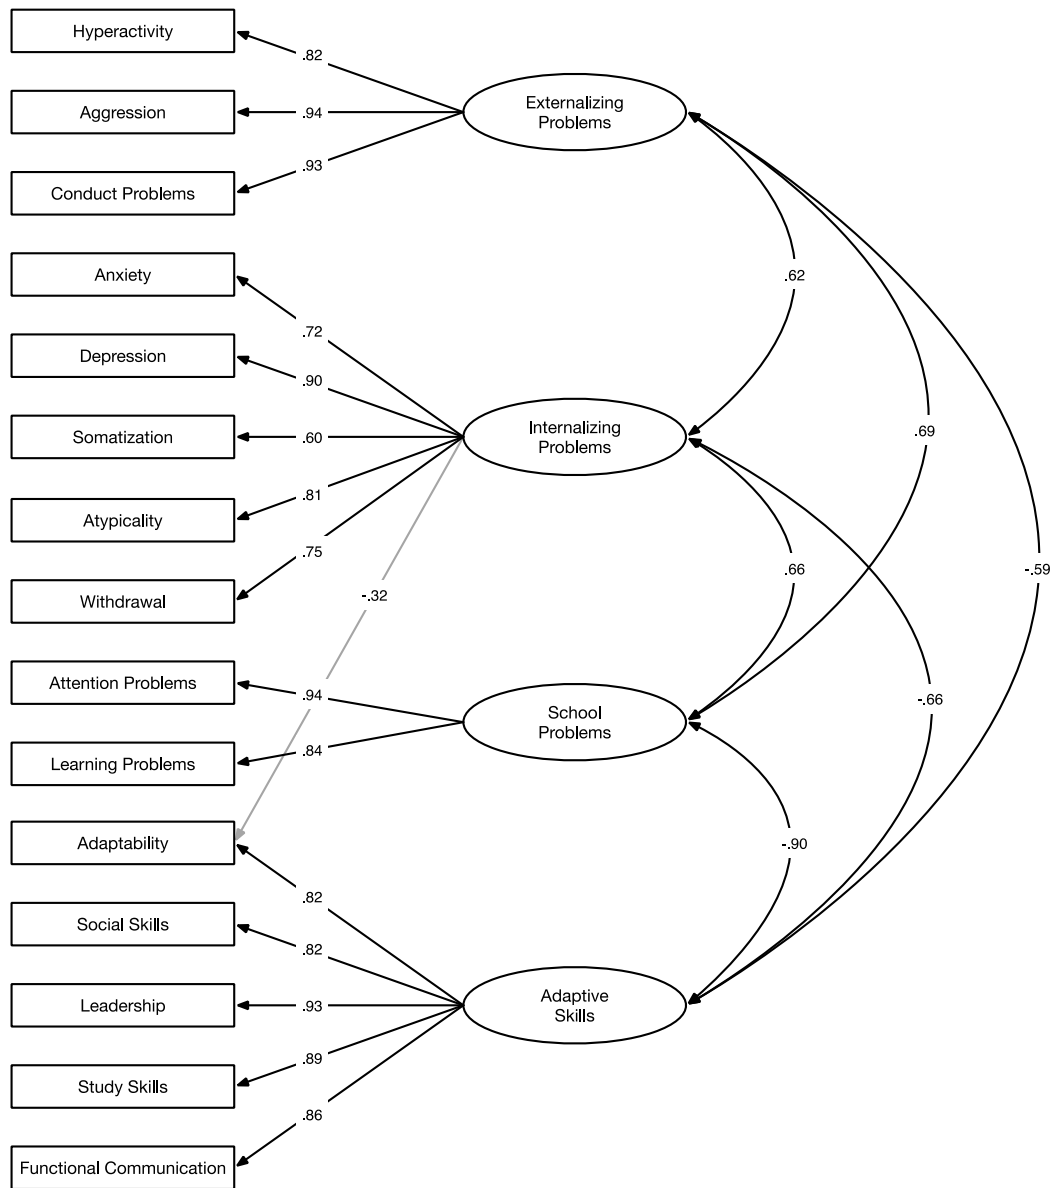 Hyperactivity
.82
Externalizing
Problems
Aggression
.94
.93
Conduct Problems
Anxiety
.62
.72
Depression
.90
Internalizing
Problems
Somatization
.60
.69
.81
Atypicality
.75
.66
-.59
Withdrawal
-.32
Attention Problems
.94
-.66
School
Problems
.84
Learning Problems
Adaptability
-.90
.82
Social Skills
.82
Leadership
.93
Adaptive
Skills
.89
Study Skills
.86
Functional Communication